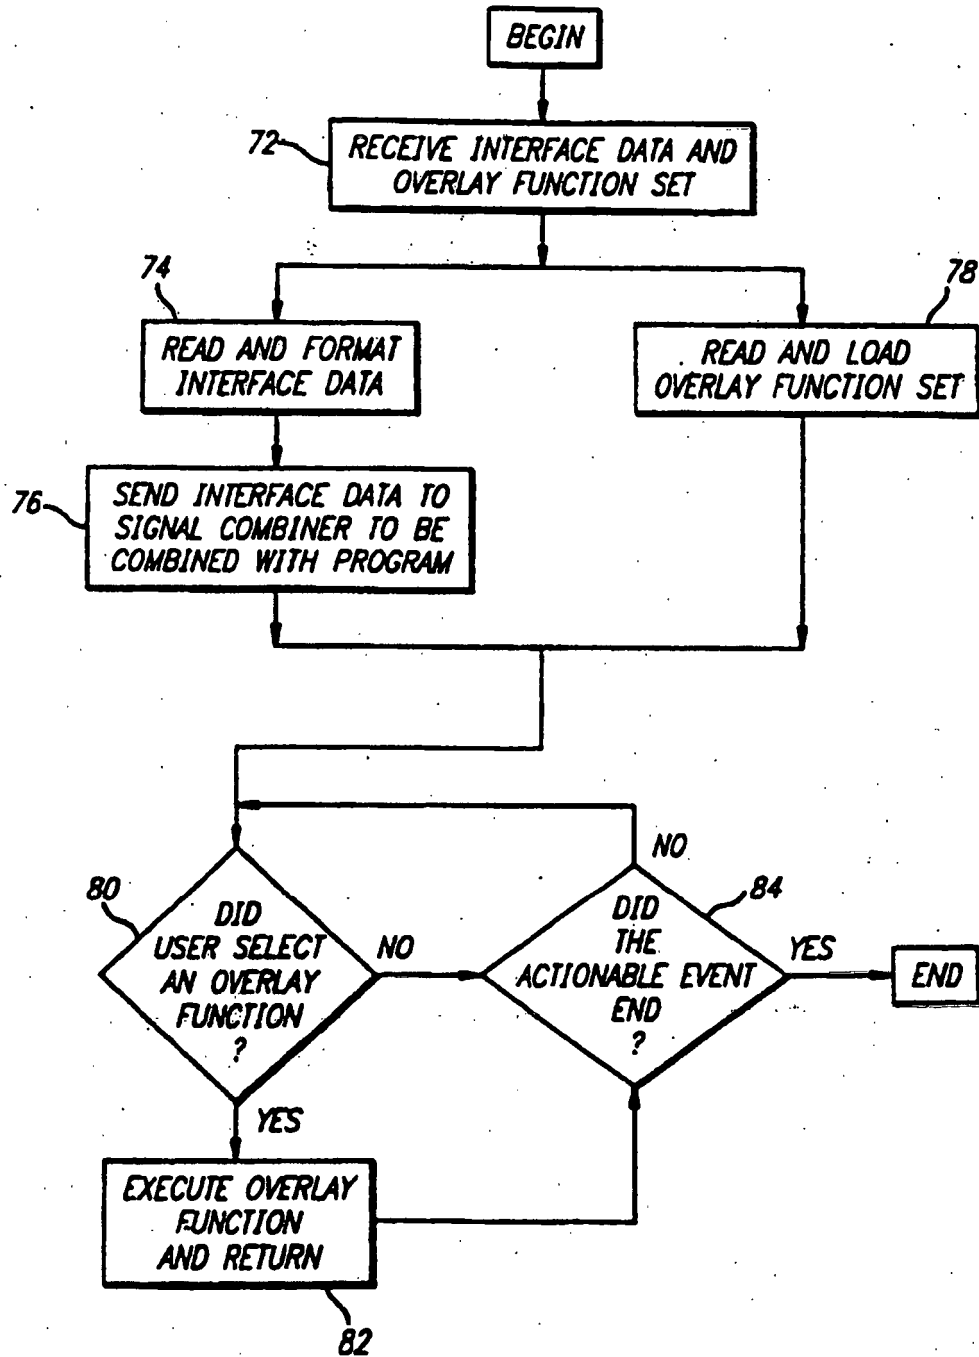 BEGIN
72
RECEIVE INTERFACE DATA AND
OVERLAY FUNCTION SET
74
READ AND FORMAT
INTERFACE DATA
78
READ AND LOAD
OVERLAY FUNCTION SET
76
SEND INTERFACE DATA TO
SIGNAL COMBINER TO BE
COMBINED WITH PROGRAM
80
DID
USER SELECT
AN OVERLAY
FUNCTION
?
NO
YES
84
DID
THE
ACTIONABLE EVENT
END
?
NO
YES
END
EXECUTE OVERLAY
FUNCTION
AND RETURN
82